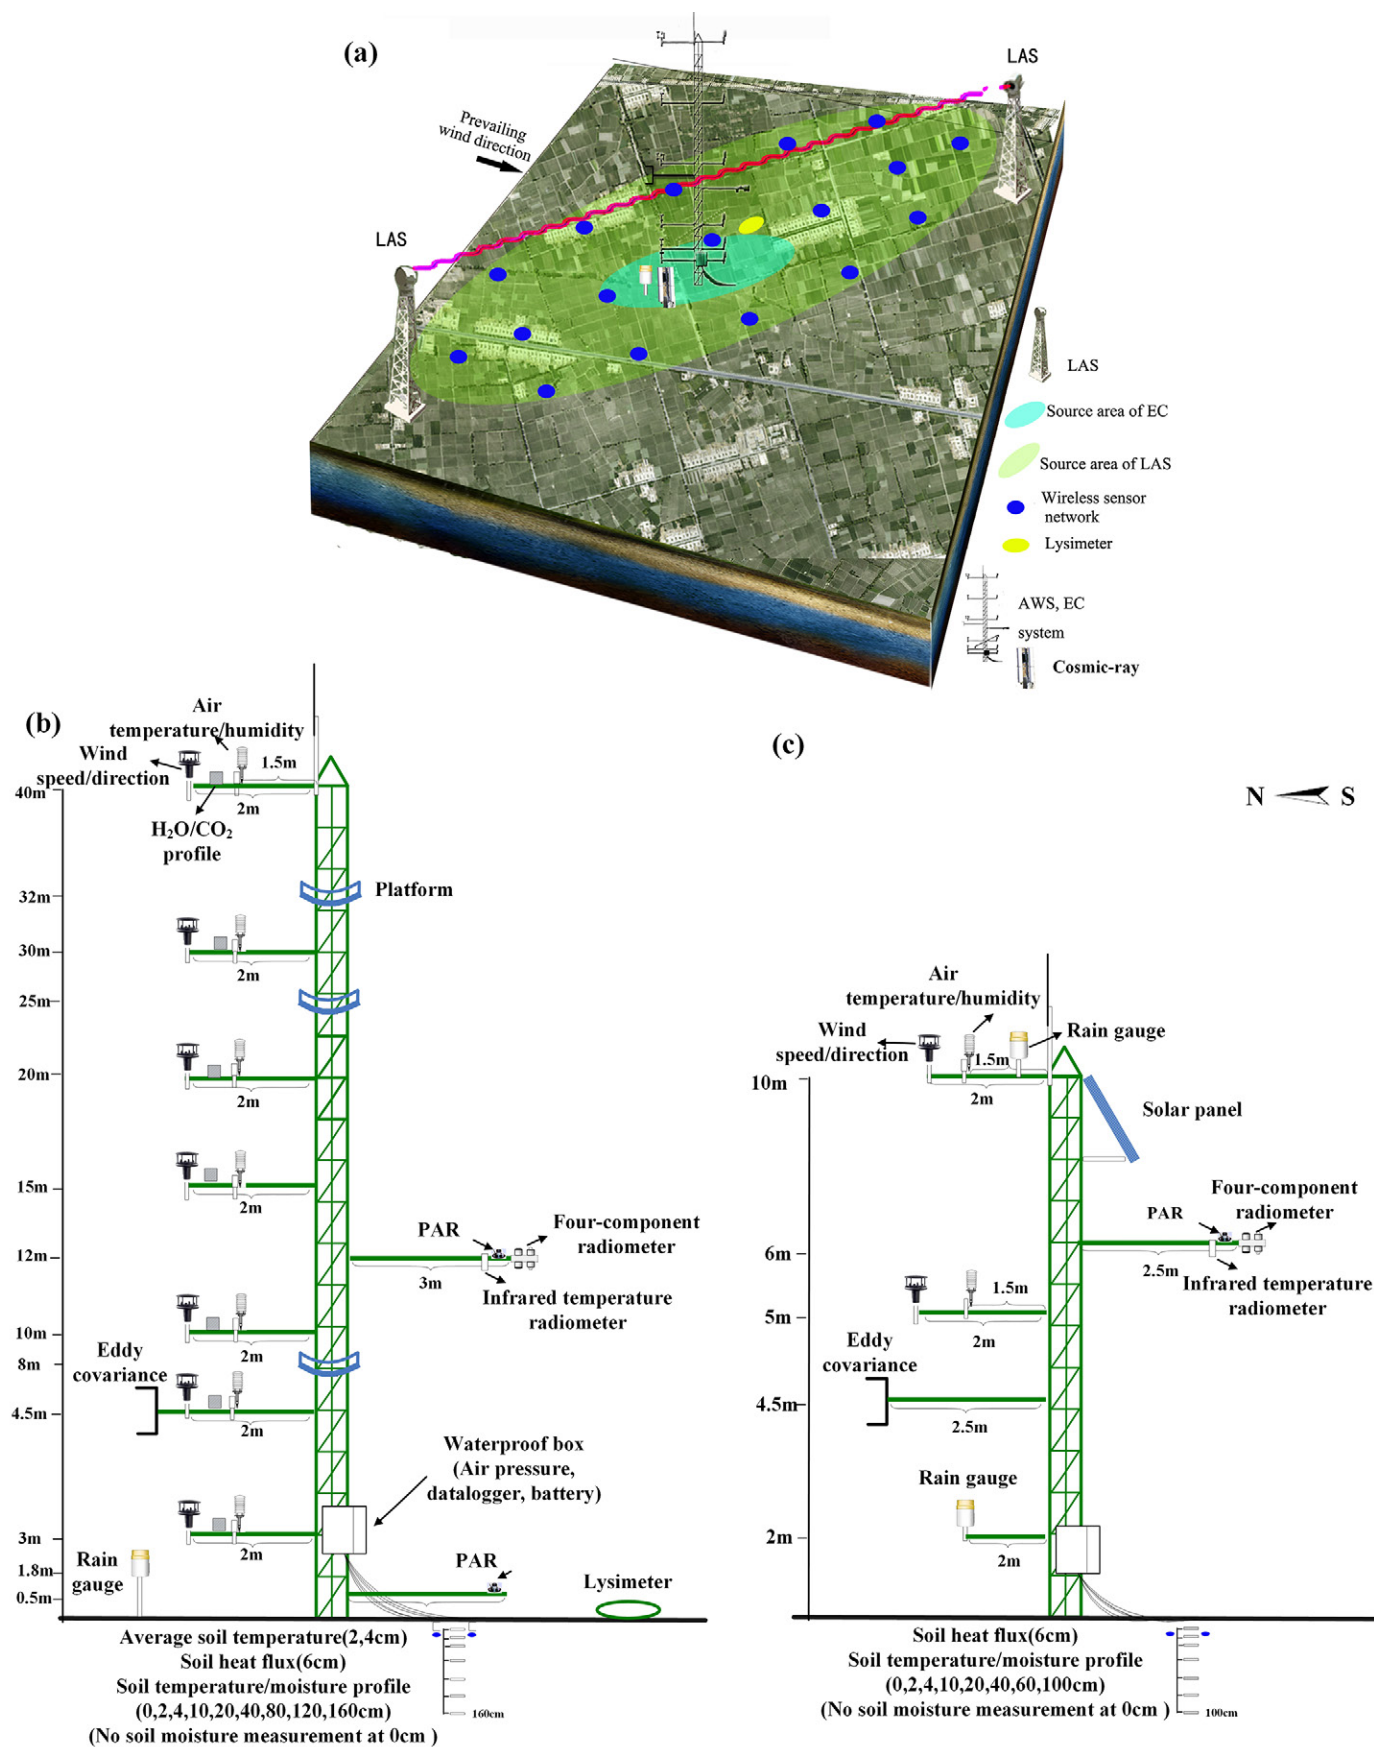 (a)
LAS
Prevailing
wind direction
LAS
LAS
Source area of EC
Source area of LAS
Wireless sensor
network
Lysimeter
AWS, EC
system
Cosmic-ray
(b)
Air
temperature/humidity
Wind
speed/direction
1.5m
40m
2m
H₂O/CO₂
profile
32m
Platform
30m
2m
25m
20m
2m
15m
2m
PAR
Four-component
radiometer
12m
3m
Infrared temperature
radiometer
10m
2m
Eddy
covariance
8m
4.5m
2m
Waterproof box
(Air pressure,
datalogger, battery)
3m
2m
Rain
gauge
1.8m
0.5m
PAR
Lysimeter
Average soil temperature(2,4cm)
Soil heat flux(6cm)
Soil temperature/moisture profile
(0,2,4,10,20,40,80,120,160cm)
(No soil moisture measurement at 0cm )
160cm
(c)
N S
Air
temperature/humidity
Wind
speed/direction
Rain gauge
1.5m
10m
2m
Solar panel
PAR
Four-component
radiometer
6m
2.5m
Infrared temperature
radiometer
1.5m
5m
2m
Eddy
covariance
4.5m
2.5m
Rain gauge
2m
2m
Soil heat flux(6cm)
Soil temperature/moisture profile
(0,2,4,10,20,40,60,100cm)
(No soil moisture measurement at 0cm )
100cm